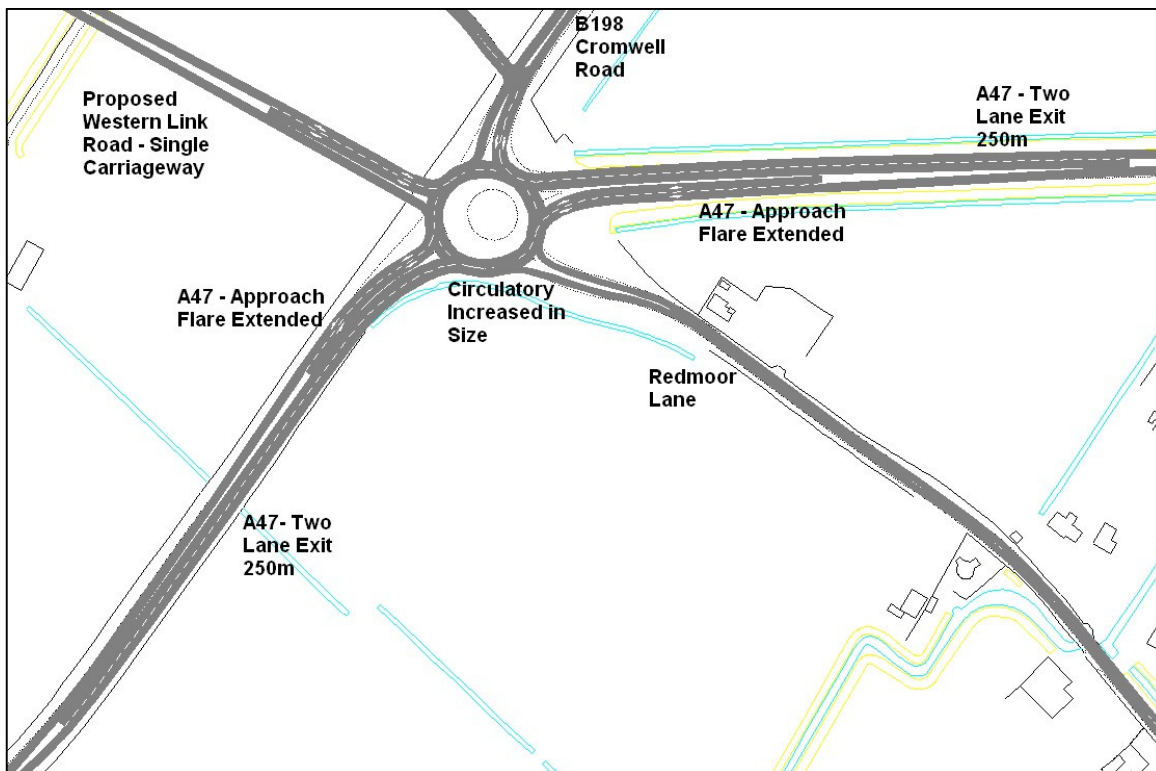 B198
Cromwell
Road
Proposed
Western Link
Road - Single
Carriageway
A47 - Two
Lane Exit
250m
A47 - Approach
Flare Extended
A47 - Approach
Flare Extended
Circulatory
Increased in
Size
Redmoor
Lane
A47- Two
Lane Exit
250m